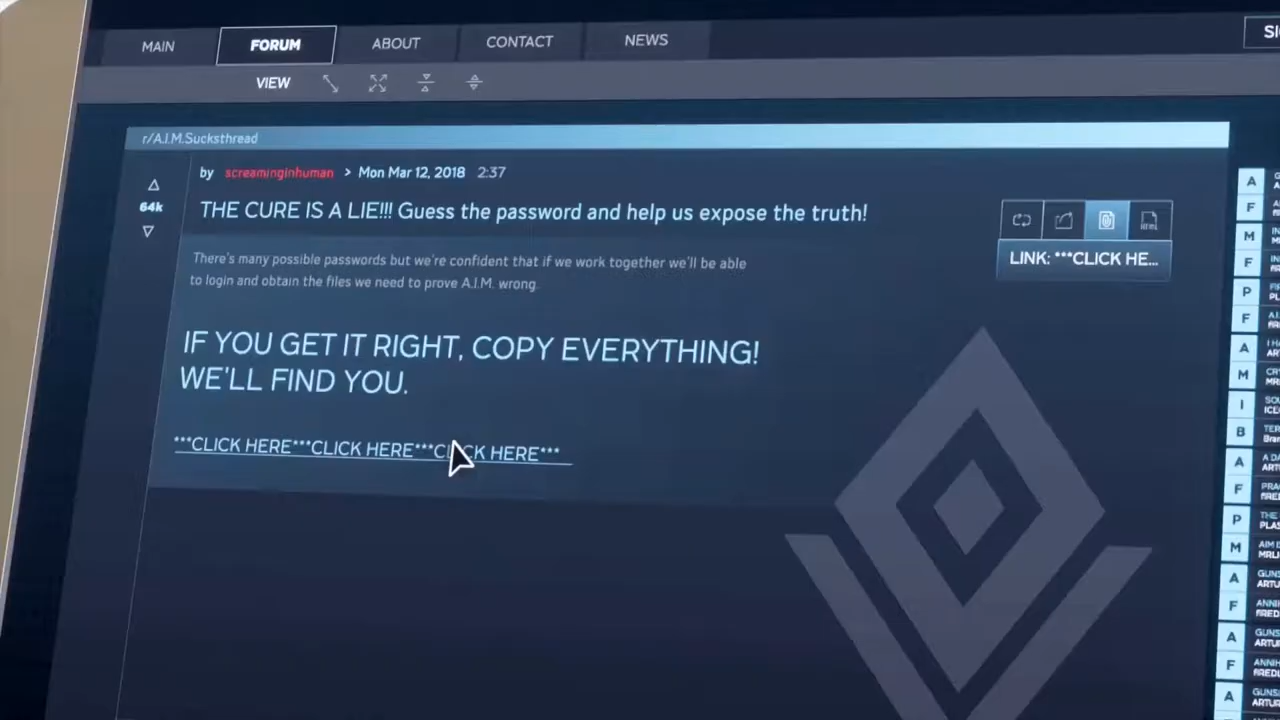 MAIN
FORUM
ABOUT
CONTACT
NEWS
VIEW
r/A.I.M.Sucksthread
by screaminginhuman > Mon Mar 12, 2018 2:37
64k
THE CURE IS A LIE!!! Guess the password and help us expose the truth!
LINK: ***CLICK HE...
There's many possible passwords but we're confident that if we work together we'll be able
to login and obtain the files we need to prove A.I.M. wrong.
IF YOU GET IT RIGHT, COPY EVERYTHING!
WE'LL FIND YOU.
***CLICK HERE***CLICK HERE***CLICK HERE***
A
F
M
F
P
F
A
M
I
B
A
F
P
M
A
F
A
F
A